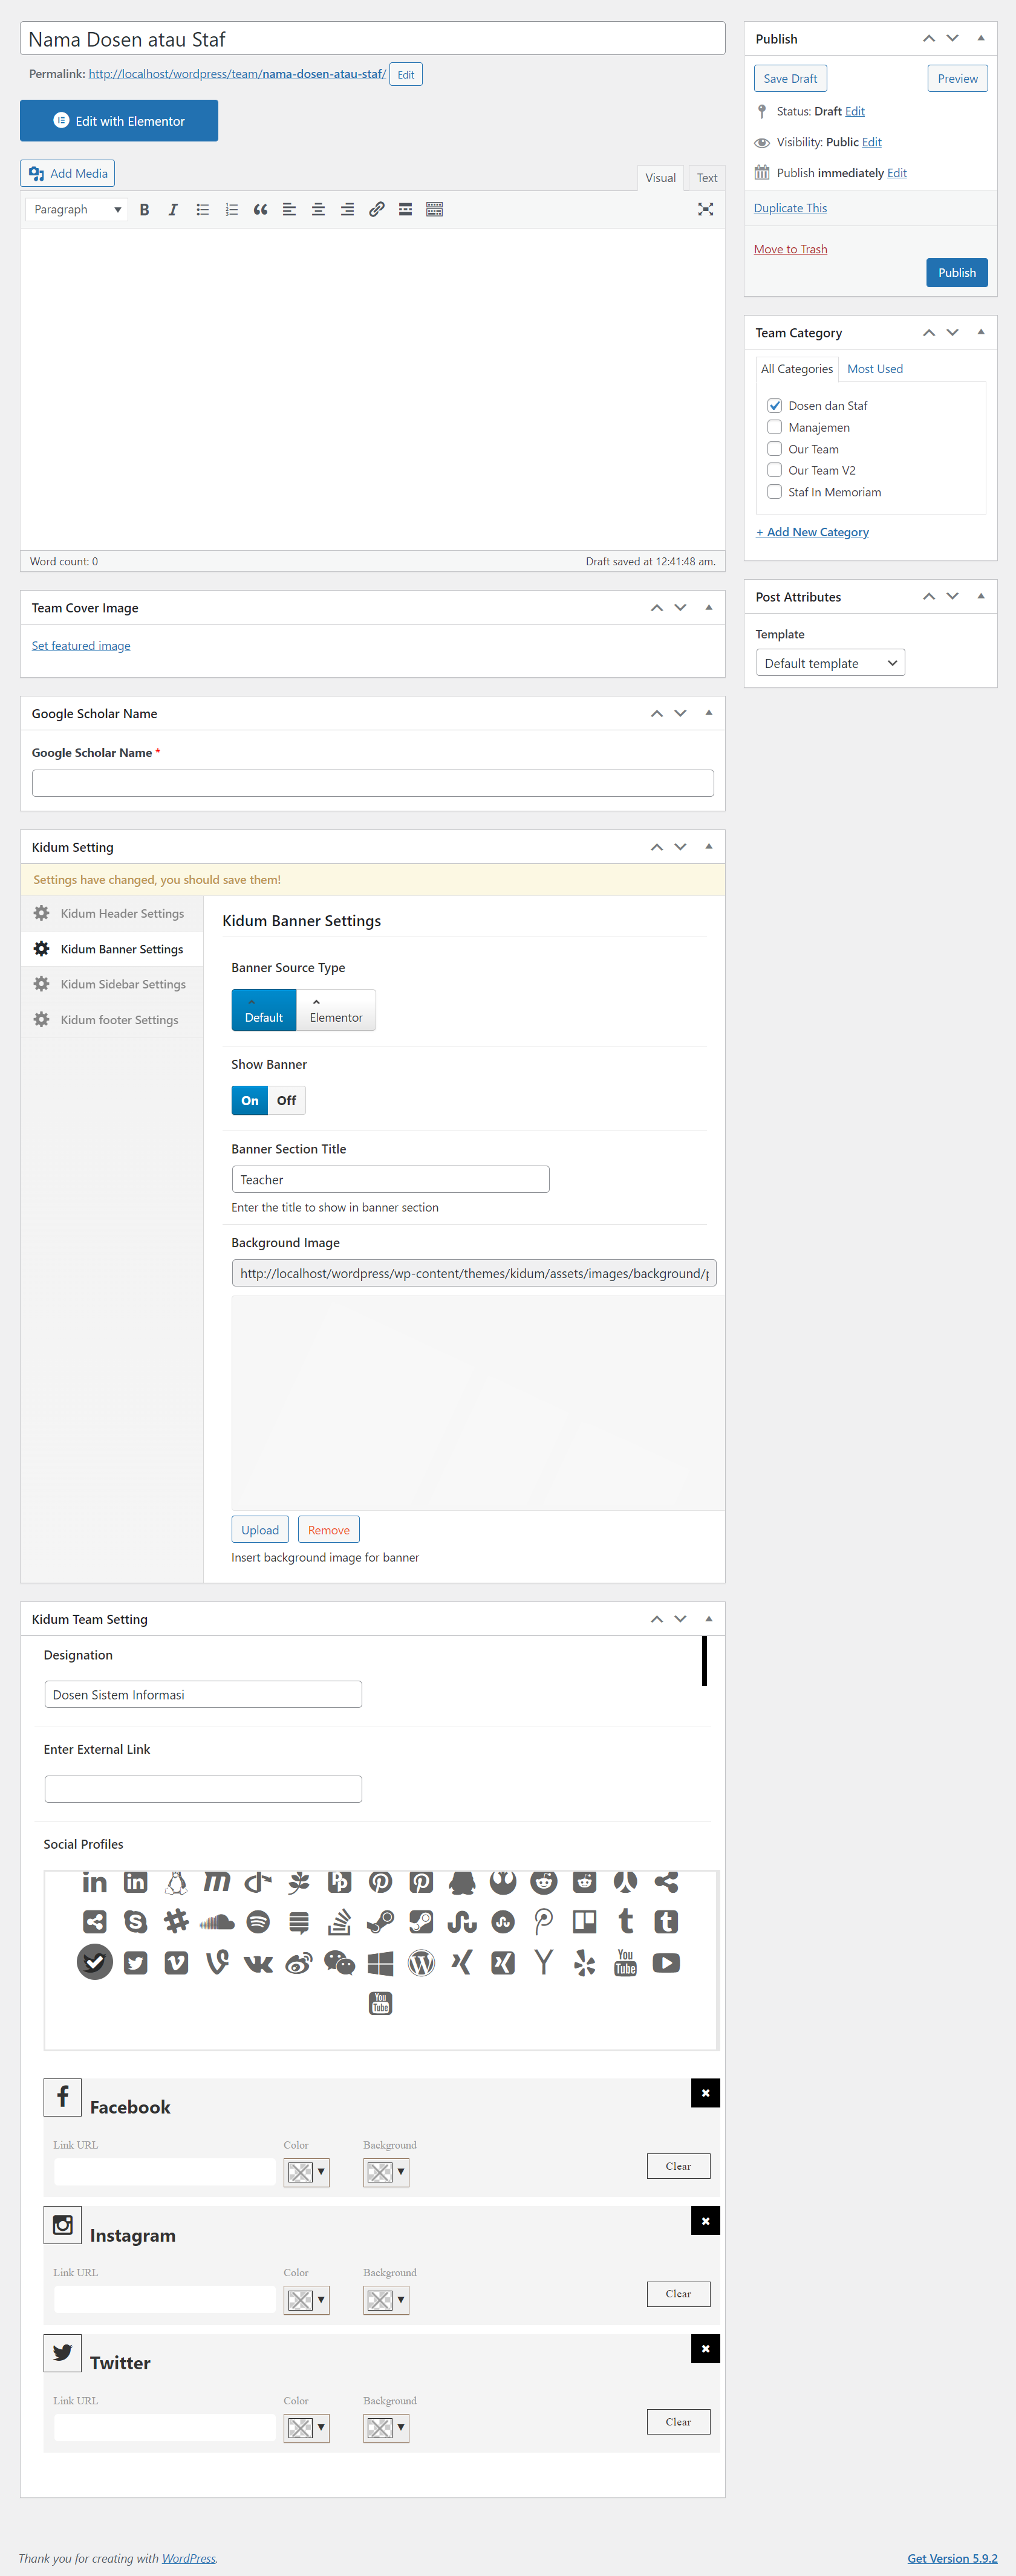 Nama Dosen atau Staf
Permalink: http://localhost/wordpress/team/nama-dosen-atau-staf/ Edit
Edit with Elementor
Add Media
Visual Text
Paragraph
Word count: 0 Draft saved at 12:41:48 am.
Team Cover Image
Set featured image
Google Scholar Name
Google Scholar Name *
Kidum Setting
Settings have changed, you should save them!
Kidum Header Settings
Kidum Banner Settings
Kidum Sidebar Settings
Kidum footer Settings
Kidum Banner Settings
Banner Source Type
Default Elementor
Show Banner
On Off
Banner Section Title
Teacher
Enter the title to show in banner section
Background Image
http://localhost/wordpress/wp-content/themes/kidum/assets/images/background/
Upload Remove
Insert background image for banner
Kidum Team Setting
Designation
Dosen Sistem Informasi
Enter External Link
Social Profiles
You Tube
You Tube
Facebook
Link URL Color Background
Clear
Instagram
Link URL Color Background
Clear
Twitter
Link URL Color Background
Clear
Publish
Save Draft Preview
Status: Draft Edit
Visibility: Public Edit
Publish immediately Edit
Duplicate This
Move to Trash
Publish
Team Category
All Categories Most Used
Dosen dan Staf
Manajemen
Our Team
Our Team V2
Staf In Memoriam
+ Add New Category
Post Attributes
Template
Default template
Thank you for creating with WordPress.
Get Version 5.9.2